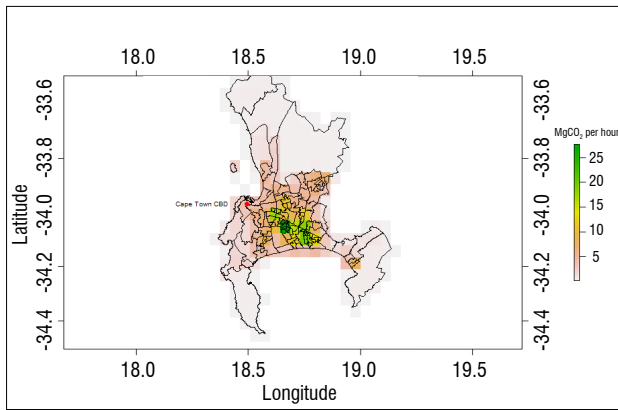 18.0 18.5 19.0 19.5
-33.6 -33.6
MgCO2 per hour
25
-33.8 -33.8
20
Cape Town CBD
15
Latitude
-34.0 -34.0
10
5
-34.2 -34.2
-34.4 -34.4
18.0 18.5 19.0 19.5
Longitude